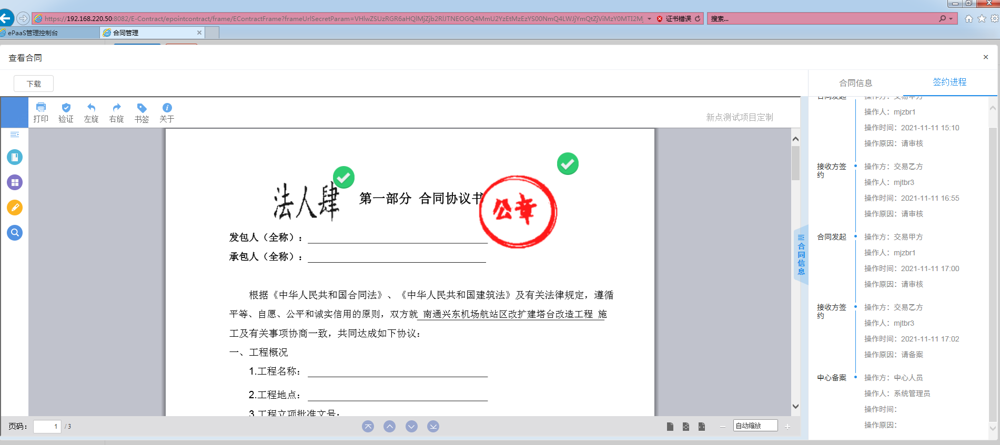 https://192.168.220.50:8082/E-Contract/epointcontract/frame/EContractFrame?frameUrlSecretParam=VHlwZSUzRGR6aHQlMjZjb2RlJTNEOGQ4MmU2YzEtMzEzYS00NmQ4LWJjYmQtZjViMzY0MTI2Mj
证书错误
搜索...
ePaaS管理控制台
合同管理
查看合同
下载
合同信息
签约进程
打印
验证
左旋
右旋
书签
关于
新点测试项目定制
法人肆
第一部分 合同协议书
公章
发包人（全称）：
承包人（全称）：
根据《中华人民共和国合同法》、《中华人民共和国建筑法》及有关法律规定，遵循
平等、自愿、公平和诚实信用的原则，双方就 南通兴东机场航站区改扩建塔台改造工程 施
工及有关事项协商一致，共同达成如下协议：
一、工程概况
1.工程名称：
2.工程地点：
3.工程立项批准文号：
页码：
1
/ 3
自动缩放
合同信息
合同发起
操作方：交易甲方
操作人：mjzbr1
操作时间：2021-11-11 15:10
操作原因：请审核
接收方签约
操作方：交易乙方
操作人：mjtbr3
操作时间：2021-11-11 16:55
操作原因：请审核
合同发起
操作方：交易甲方
操作人：mjzbr1
操作时间：2021-11-11 17:00
操作原因：请审核
接收方签约
操作方：交易乙方
操作人：mjtbr3
操作时间：2021-11-11 17:02
操作原因：请备案
中心备案
操作方：中心人员
操作人：系统管理员
操作时间：
操作原因：